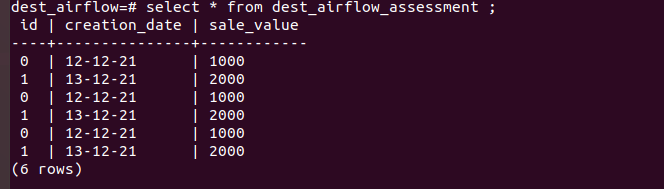 dest_airflow=# select * from dest_airflow_assessment ;
 id | creation_date | sale_value
----+---------------+------------
 0  | 12-12-21      | 1000
 1  | 13-12-21      | 2000
 0  | 12-12-21      | 1000
 1  | 13-12-21      | 2000
 0  | 12-12-21      | 1000
 1  | 13-12-21      | 2000
(6 rows)